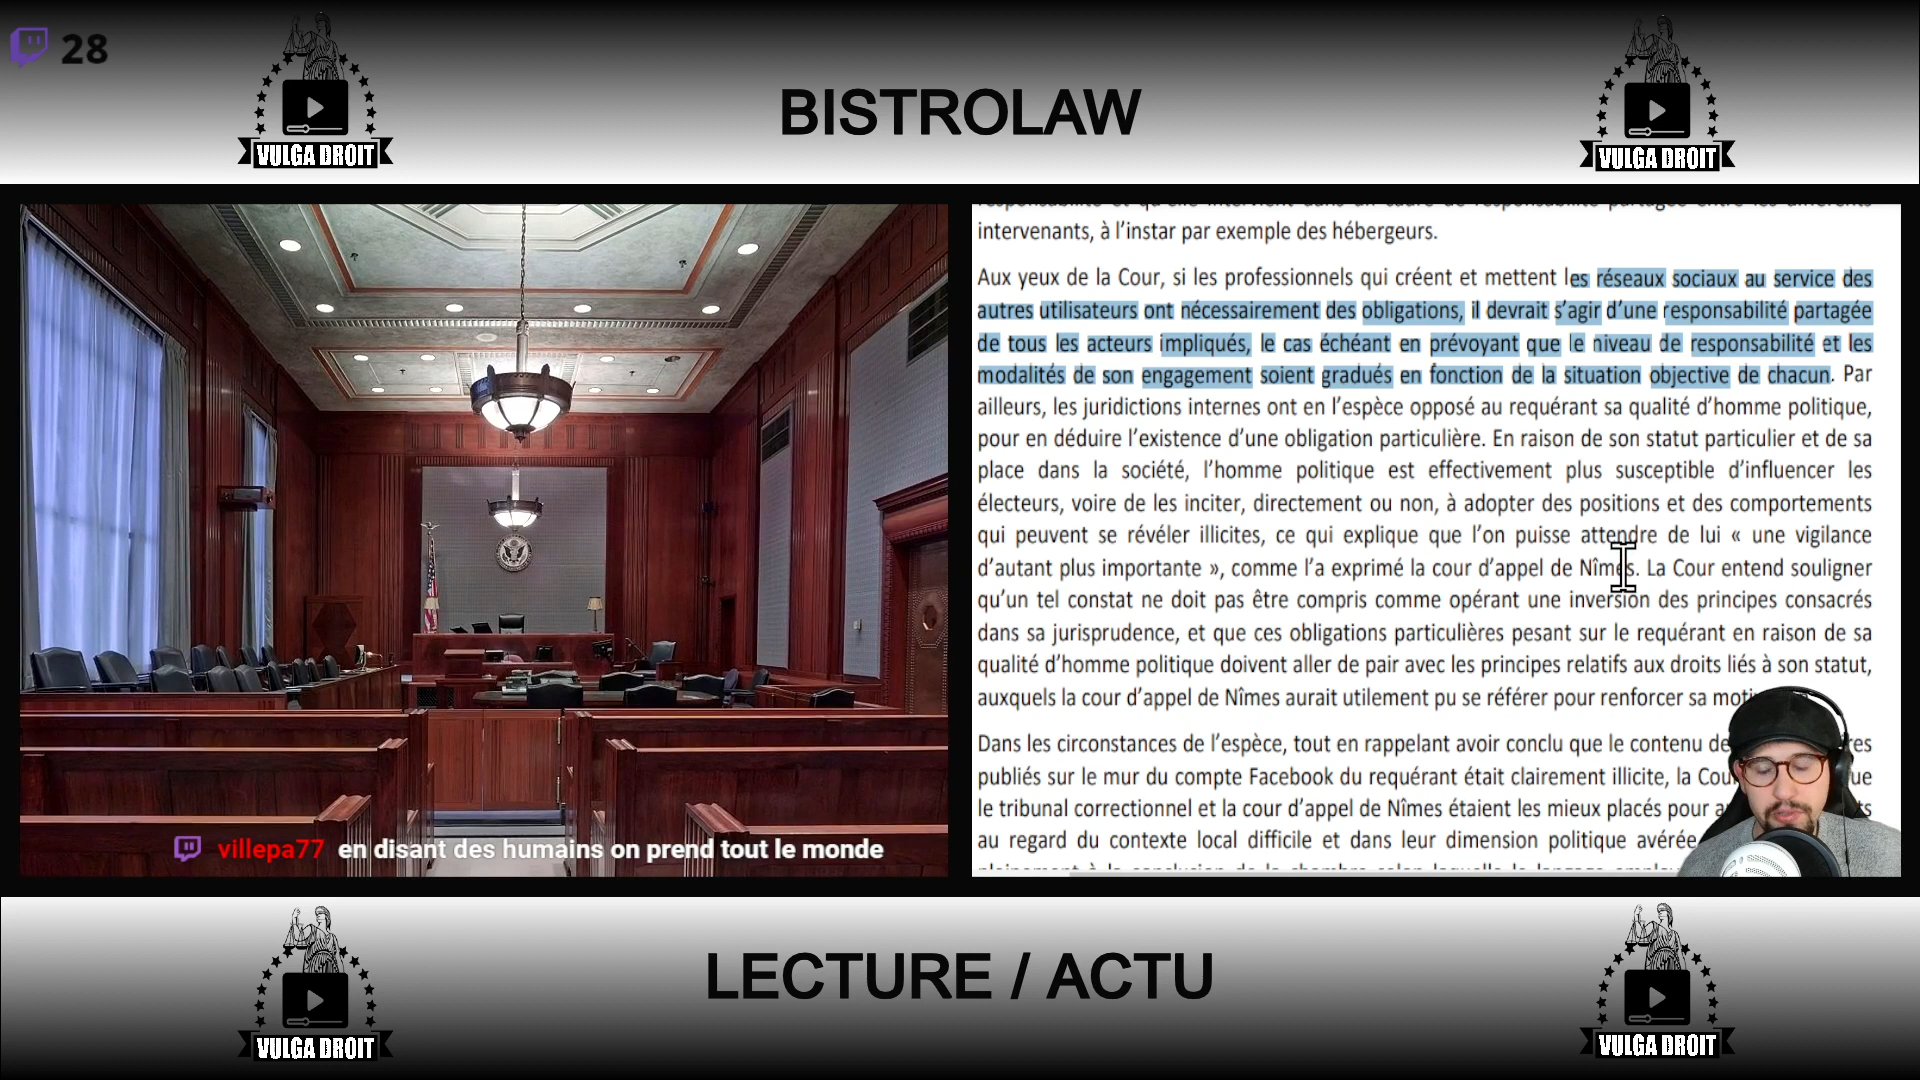 28
BISTROLAW
VULGA DROIT
VULGA DROIT
intervenants, à l’instar par exemple des hébergeurs.
Aux yeux de la Cour, si les professionnels qui créent et mettent les réseaux sociaux au service des
autres utilisateurs ont nécessairement des obligations, il devrait s’agir d’une responsabilité partagée
de tous les acteurs impliqués, le cas échéant en prévoyant que le niveau de responsabilité et les
modalités de son engagement soient gradués en fonction de la situation objective de chacun. Par
ailleurs, les juridictions internes ont en l’espèce opposé au requérant sa qualité d’homme politique,
pour en déduire l’existence d’une obligation particulière. En raison de son statut particulier et de sa
place dans la société, l’homme politique est effectivement plus susceptible d’influencer les
électeurs, voire de les inciter, directement ou non, à adopter des positions et des comportements
qui peuvent se révéler illicites, ce qui explique que l’on puisse attendre de lui « une vigilance
d’autant plus importante », comme l’a exprimé la cour d’appel de Nîmes. La Cour entend souligner
qu’un tel constat ne doit pas être compris comme opérant une inversion des principes consacrés
dans sa jurisprudence, et que ces obligations particulières pesant sur le requérant en raison de sa
qualité d’homme politique doivent aller de pair avec les principes relatifs aux droits liés à son statut,
auxquels la cour d’appel de Nîmes aurait utilement pu se référer pour renforcer sa
Dans les circonstances de l’espèce, tout en rappelant avoir conclu que le contenu
publiés sur le mur du compte Facebook du requérant était clairement illicite, la
le tribunal correctionnel et la cour d’appel de Nîmes étaient les mieux placés pour
au regard du contexte local difficile et dans leur dimension politique avérée
villepa77 en disant des humains on prend tout le monde
LECTURE / ACTU
VULGA DROIT
VULGA DROIT